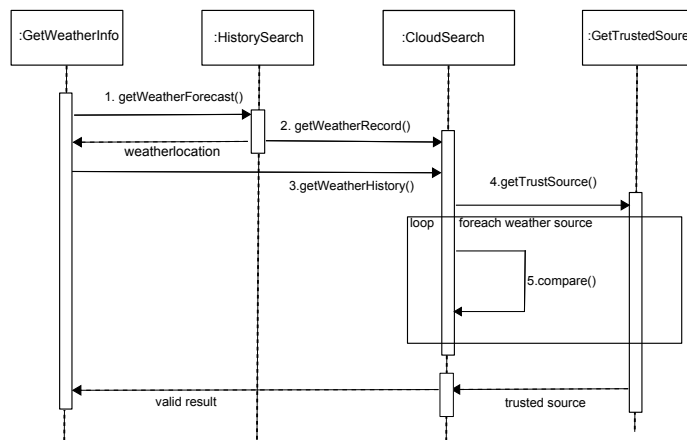 :GetWeatherInfo
:HistorySearch
:CloudSearch
:GetTrustedSoure
1. getWeatherForecast()
2. getWeatherRecord()
weatherlocation
3.getWeatherHistory()
4.getTrustSource()
loop
foreach weather source
5.compare()
valid result
trusted source